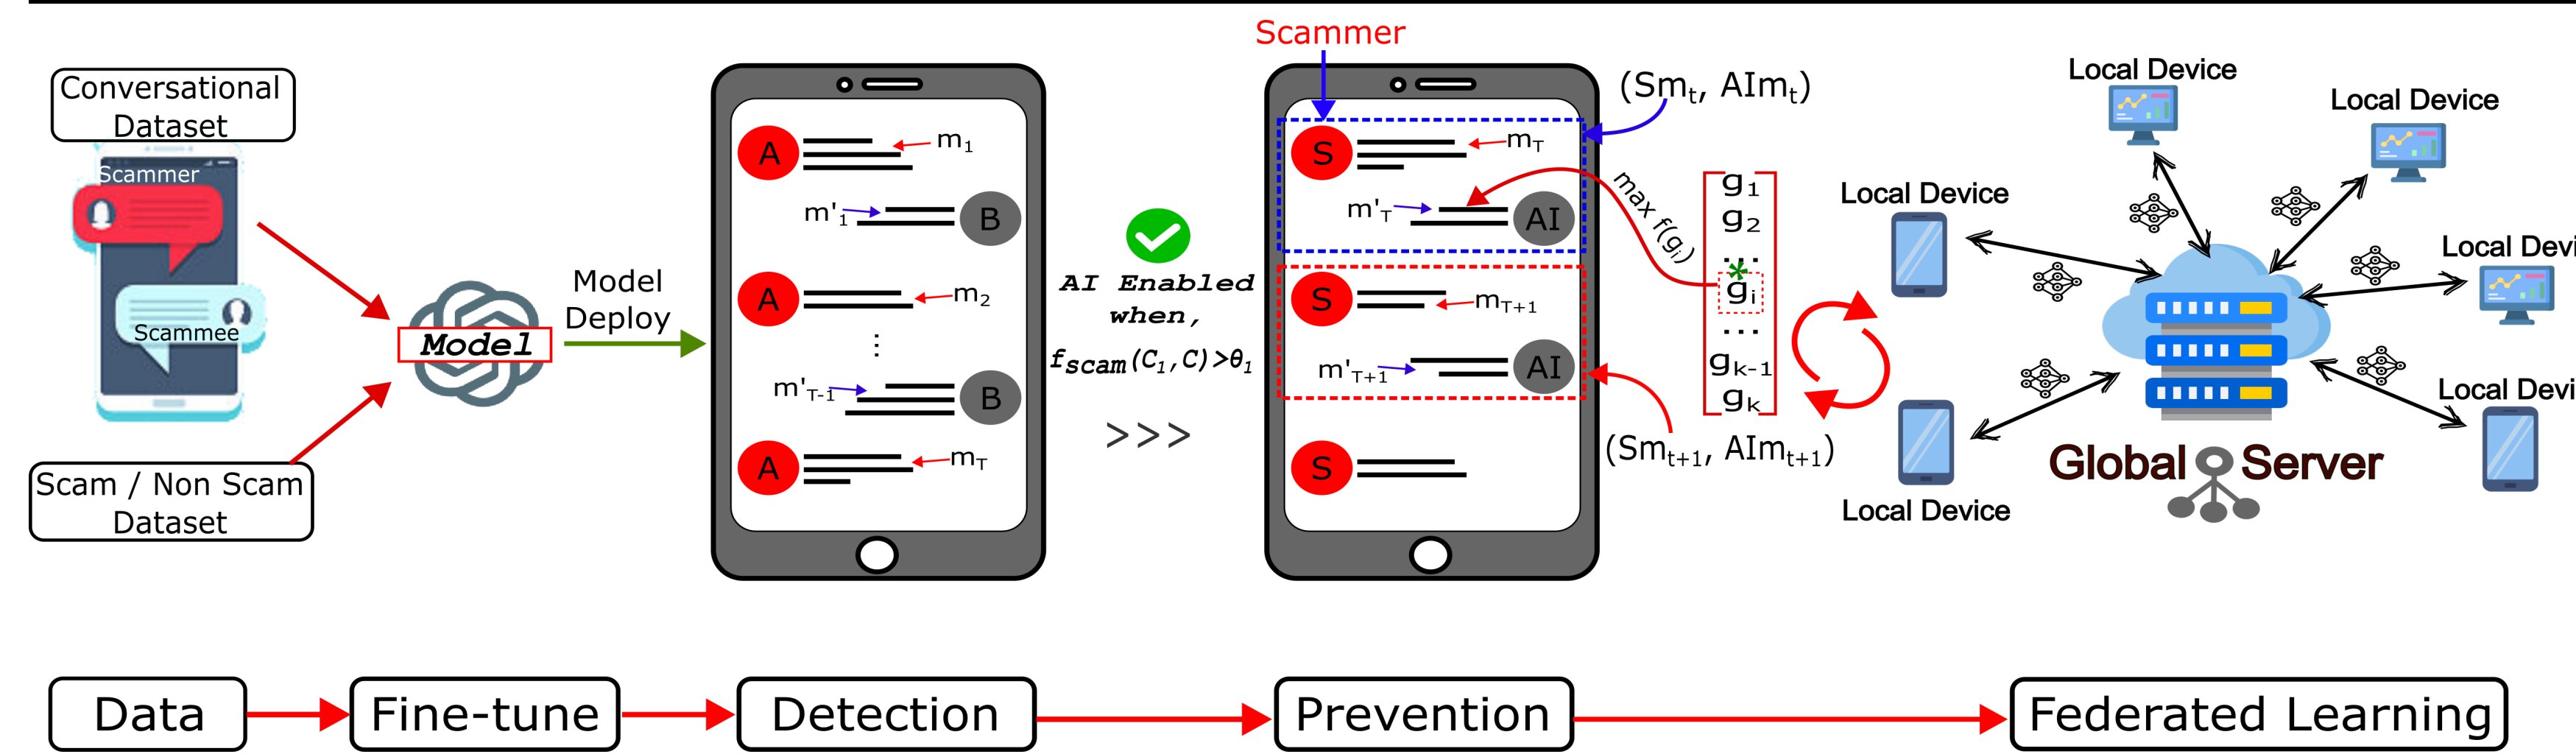 Conversational
Dataset
Scammer
Scammee
Scam / Non Scam
Dataset
Model
Model
Deploy
A
m₁
m'₁
B
A
m₂
⋮
m'T-1
B
A
mT
AI Enabled
when,
fscam(C₁,C)>θ₁
>>>
Scammer
S
mT
m'T
AI
S
mT+1
m'T+1
AI
S
(Smt, AImt)
max f(gi)
g₁
g₂
...
*
gi
...
gk-1
gk
(Smt+1, AImt+1)
Local Device
Local Device
Local Device
Local Devi
Local Devi
Local Device
Global Server
Data
Fine-tune
Detection
Prevention
Federated Learning